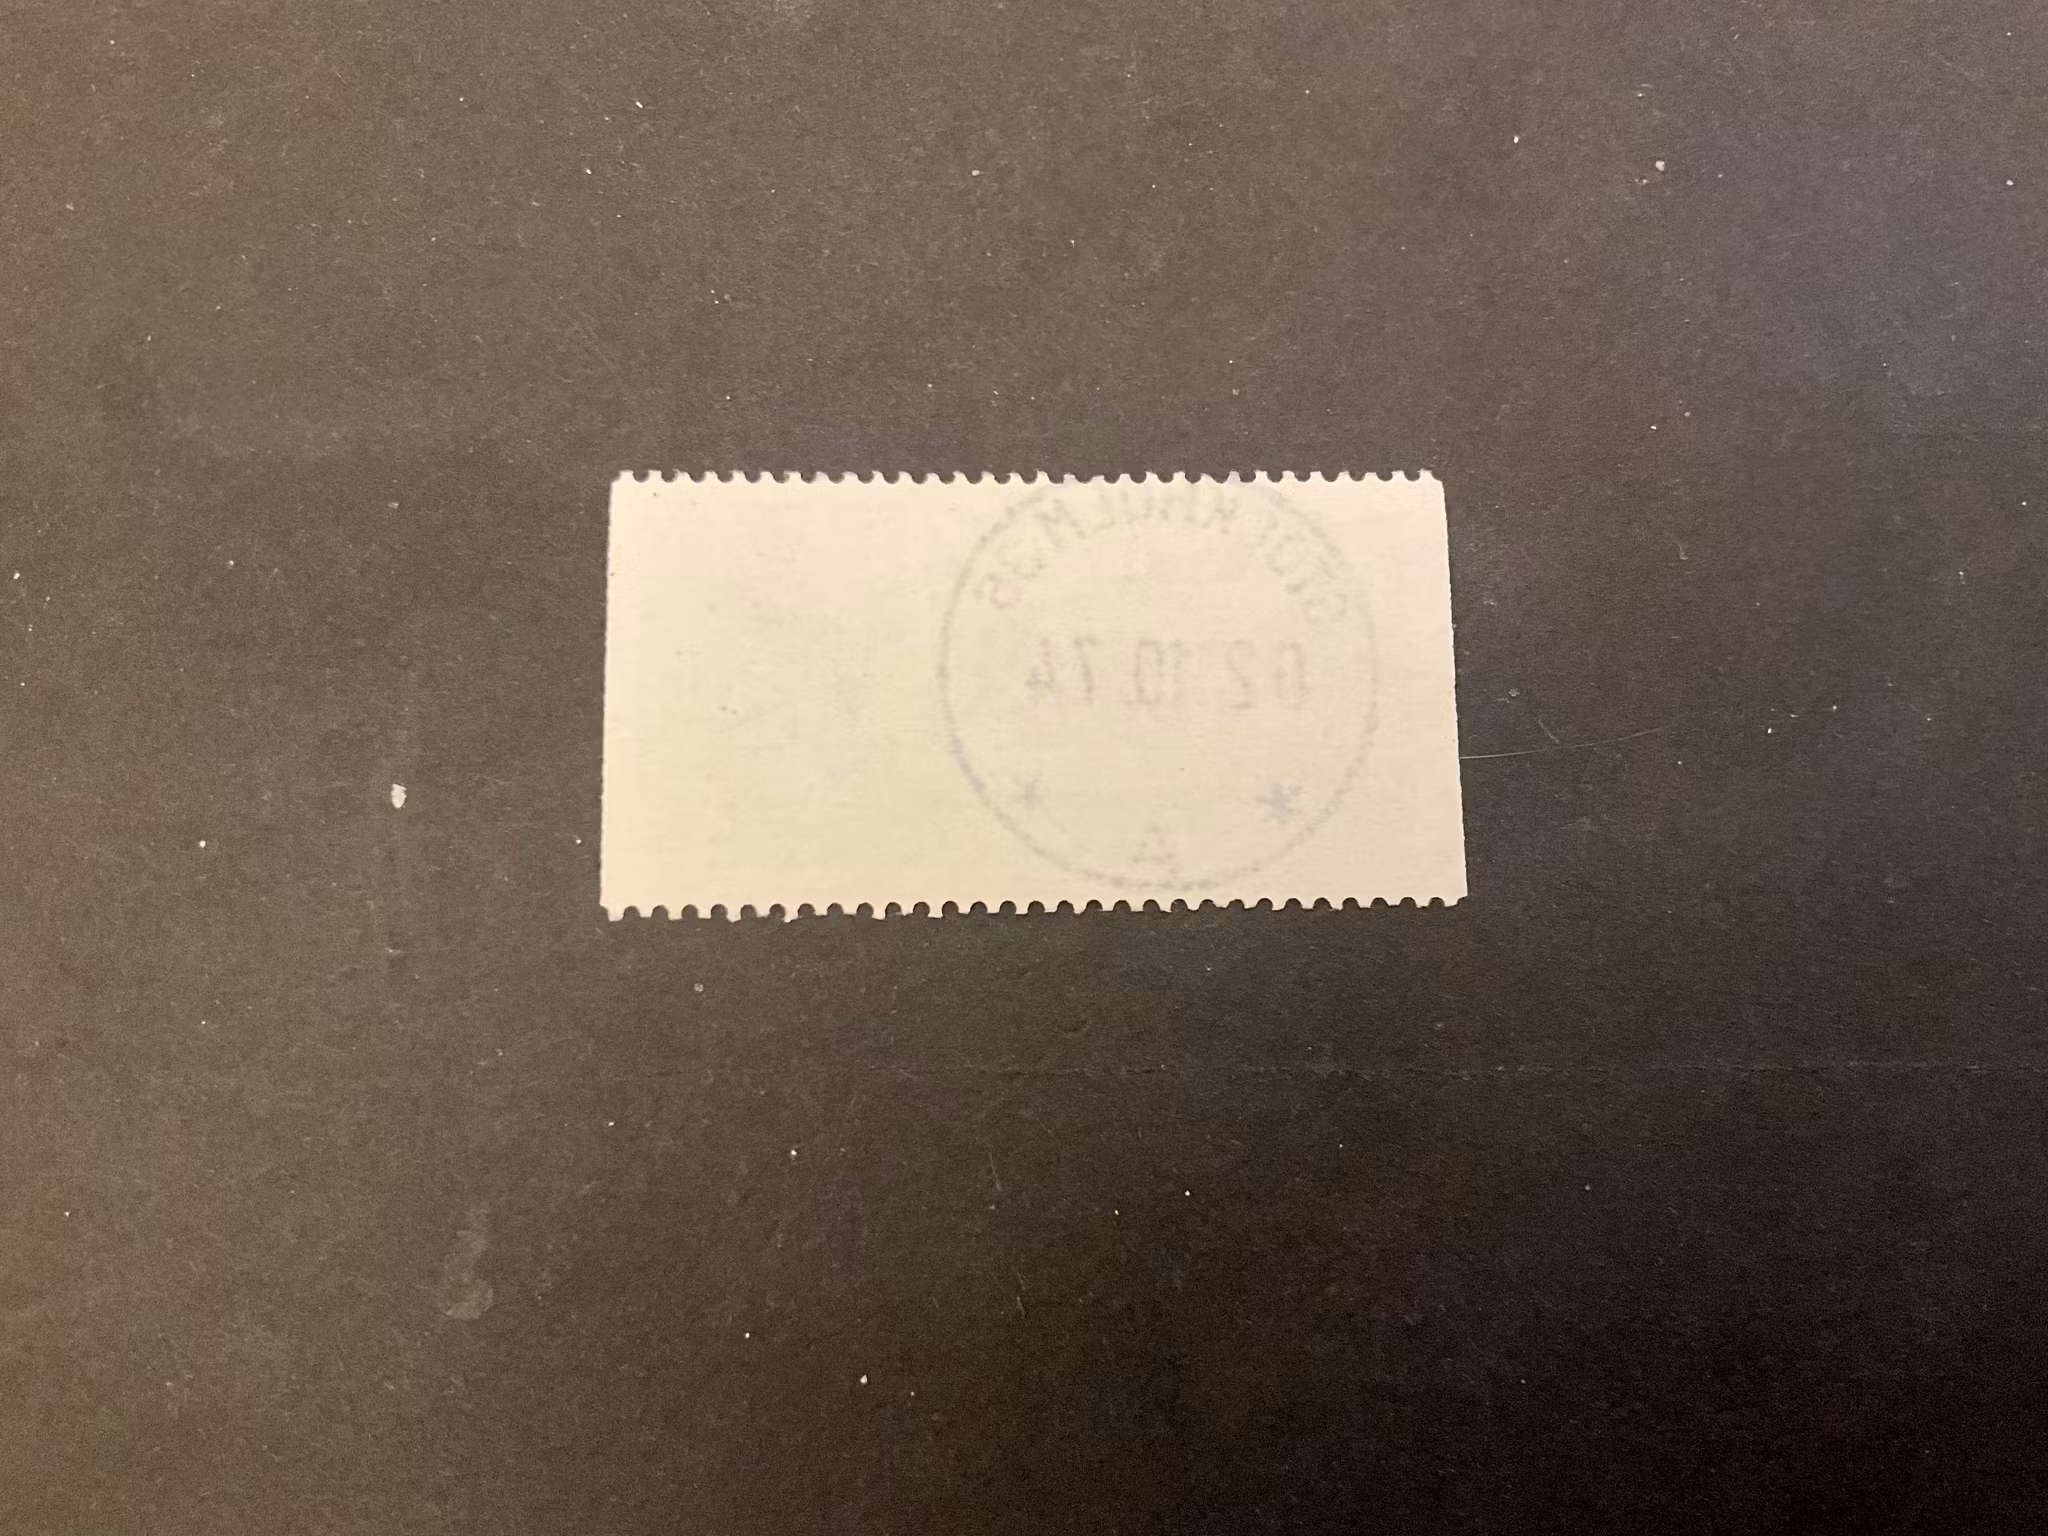 STOCKHOLM
02.10.74
* A *